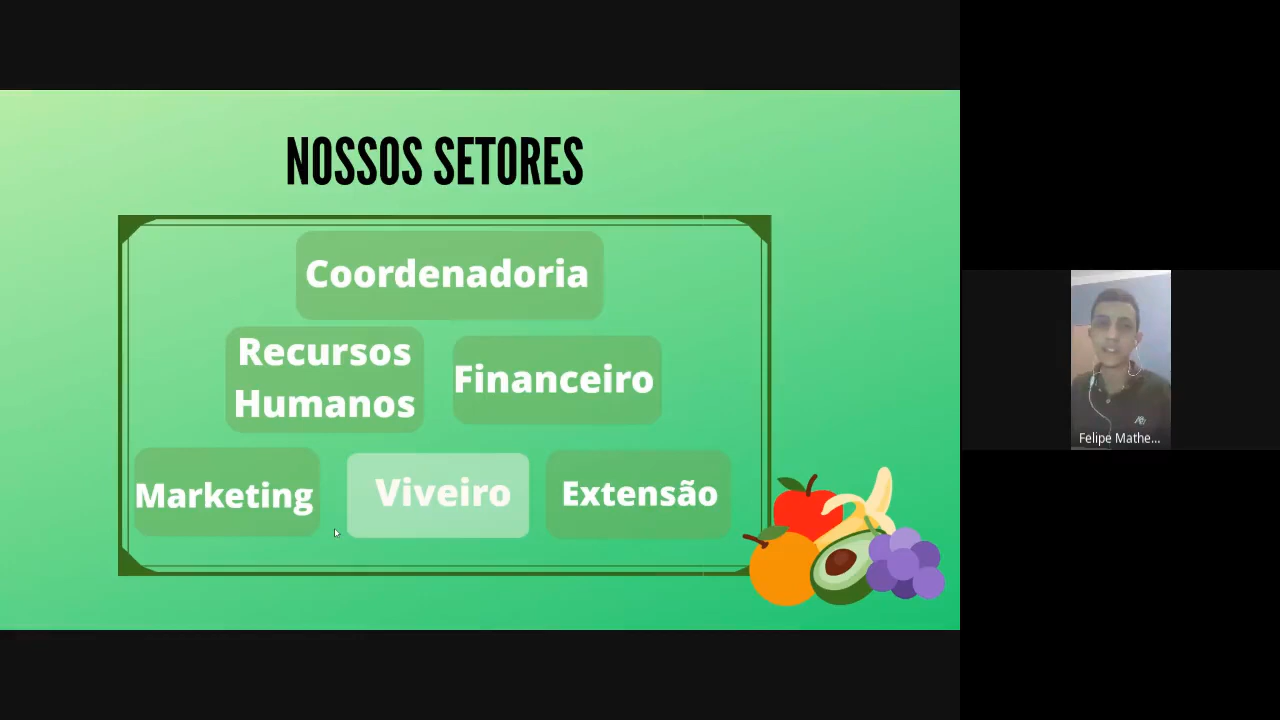 NOSSOS SETORES
Coordenadoria
Recursos
Humanos
Financeiro
Marketing
Viveiro
Extensão
Felipe Mathe...